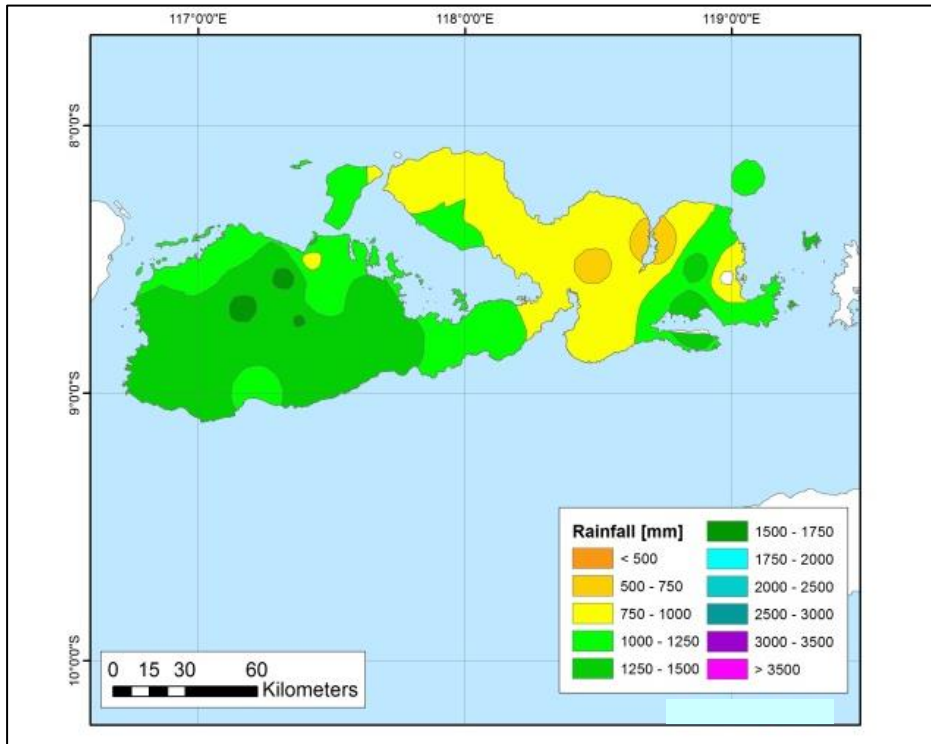 117°0'0"E 118°0'0"E 119°0'0"E
8°0'0"S
9°0'0"S
10°0'0"S
Rainfall [mm]
< 500
500 - 750
750 - 1000
1000 - 1250
1250 - 1500
1500 - 1750
1750 - 2000
2000 - 2500
2500 - 3000
3000 - 3500
> 3500
0 15 30 60
Kilometers